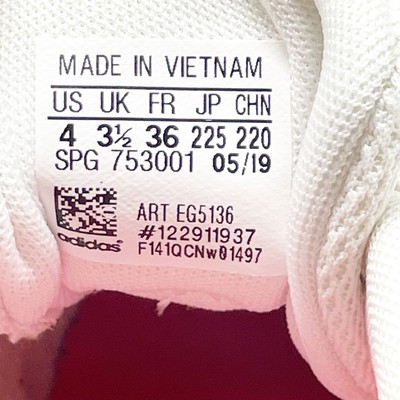 MADE IN VIETNAM
US UK FR JP CHN
4 3½ 36 225 220
SPG 753001 05/19
ART EG5136
#122911937
adidas F141QCNw01497